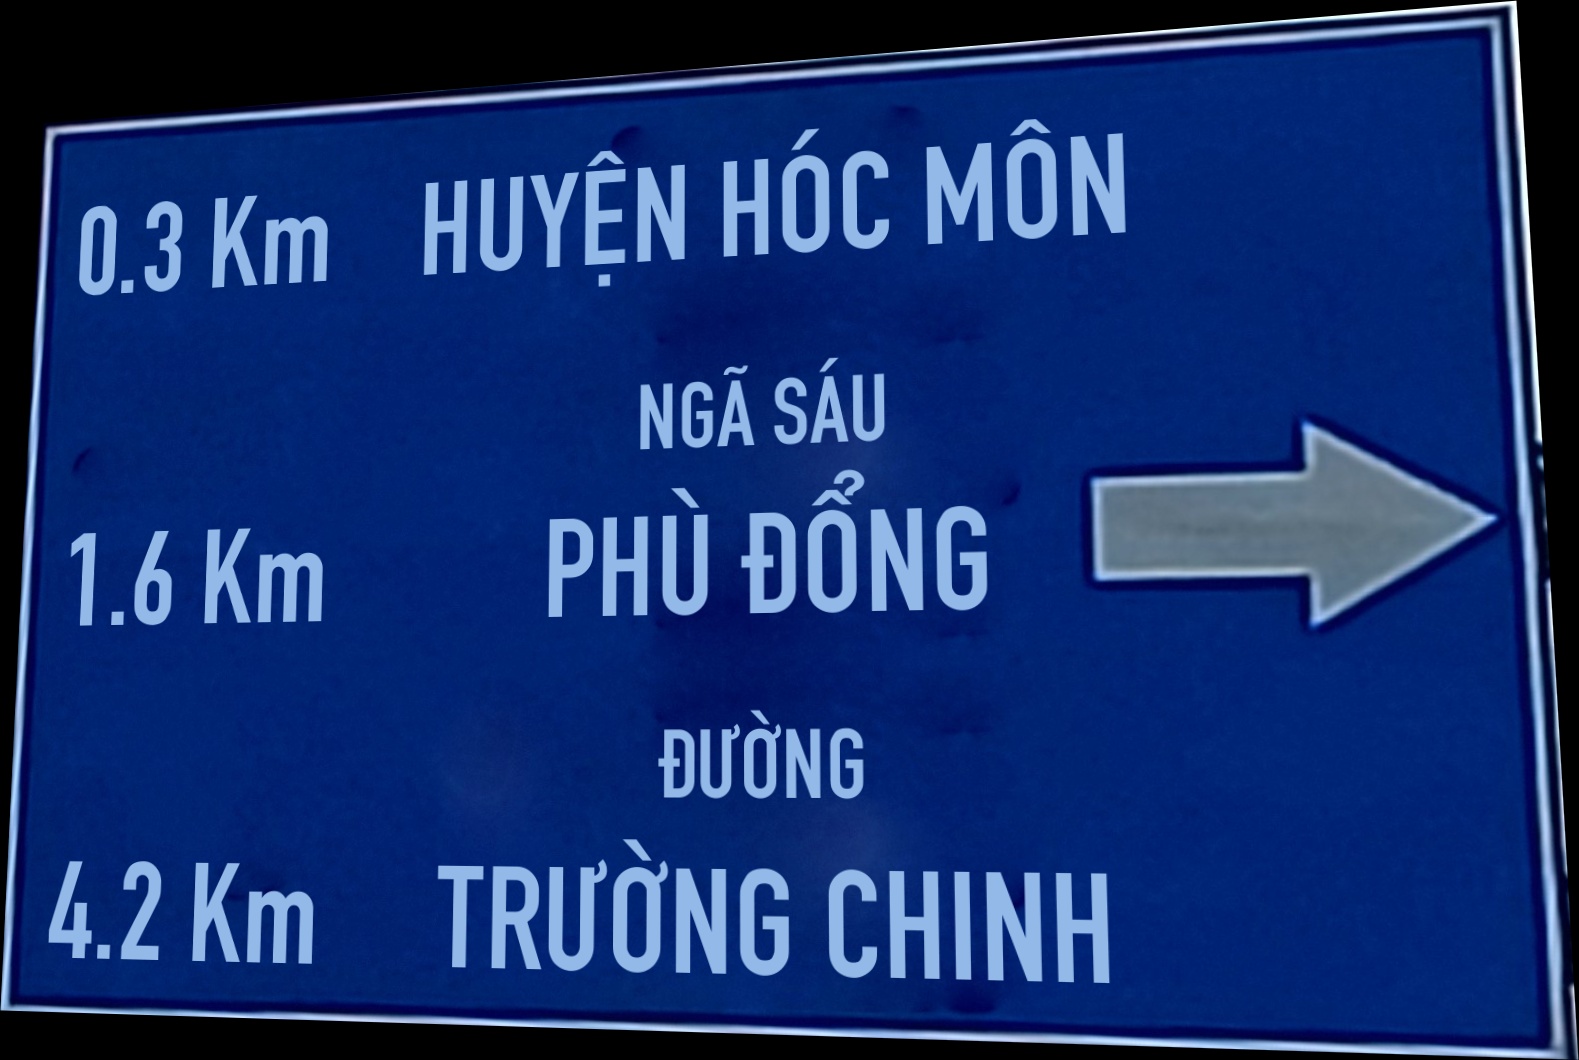 0.3 Km HUYỆN HÓC MÔN
NGÃ SÁU
1.6 Km PHÙ ĐỔNG
ĐƯỜNG
4.2 Km TRƯỜNG CHINH